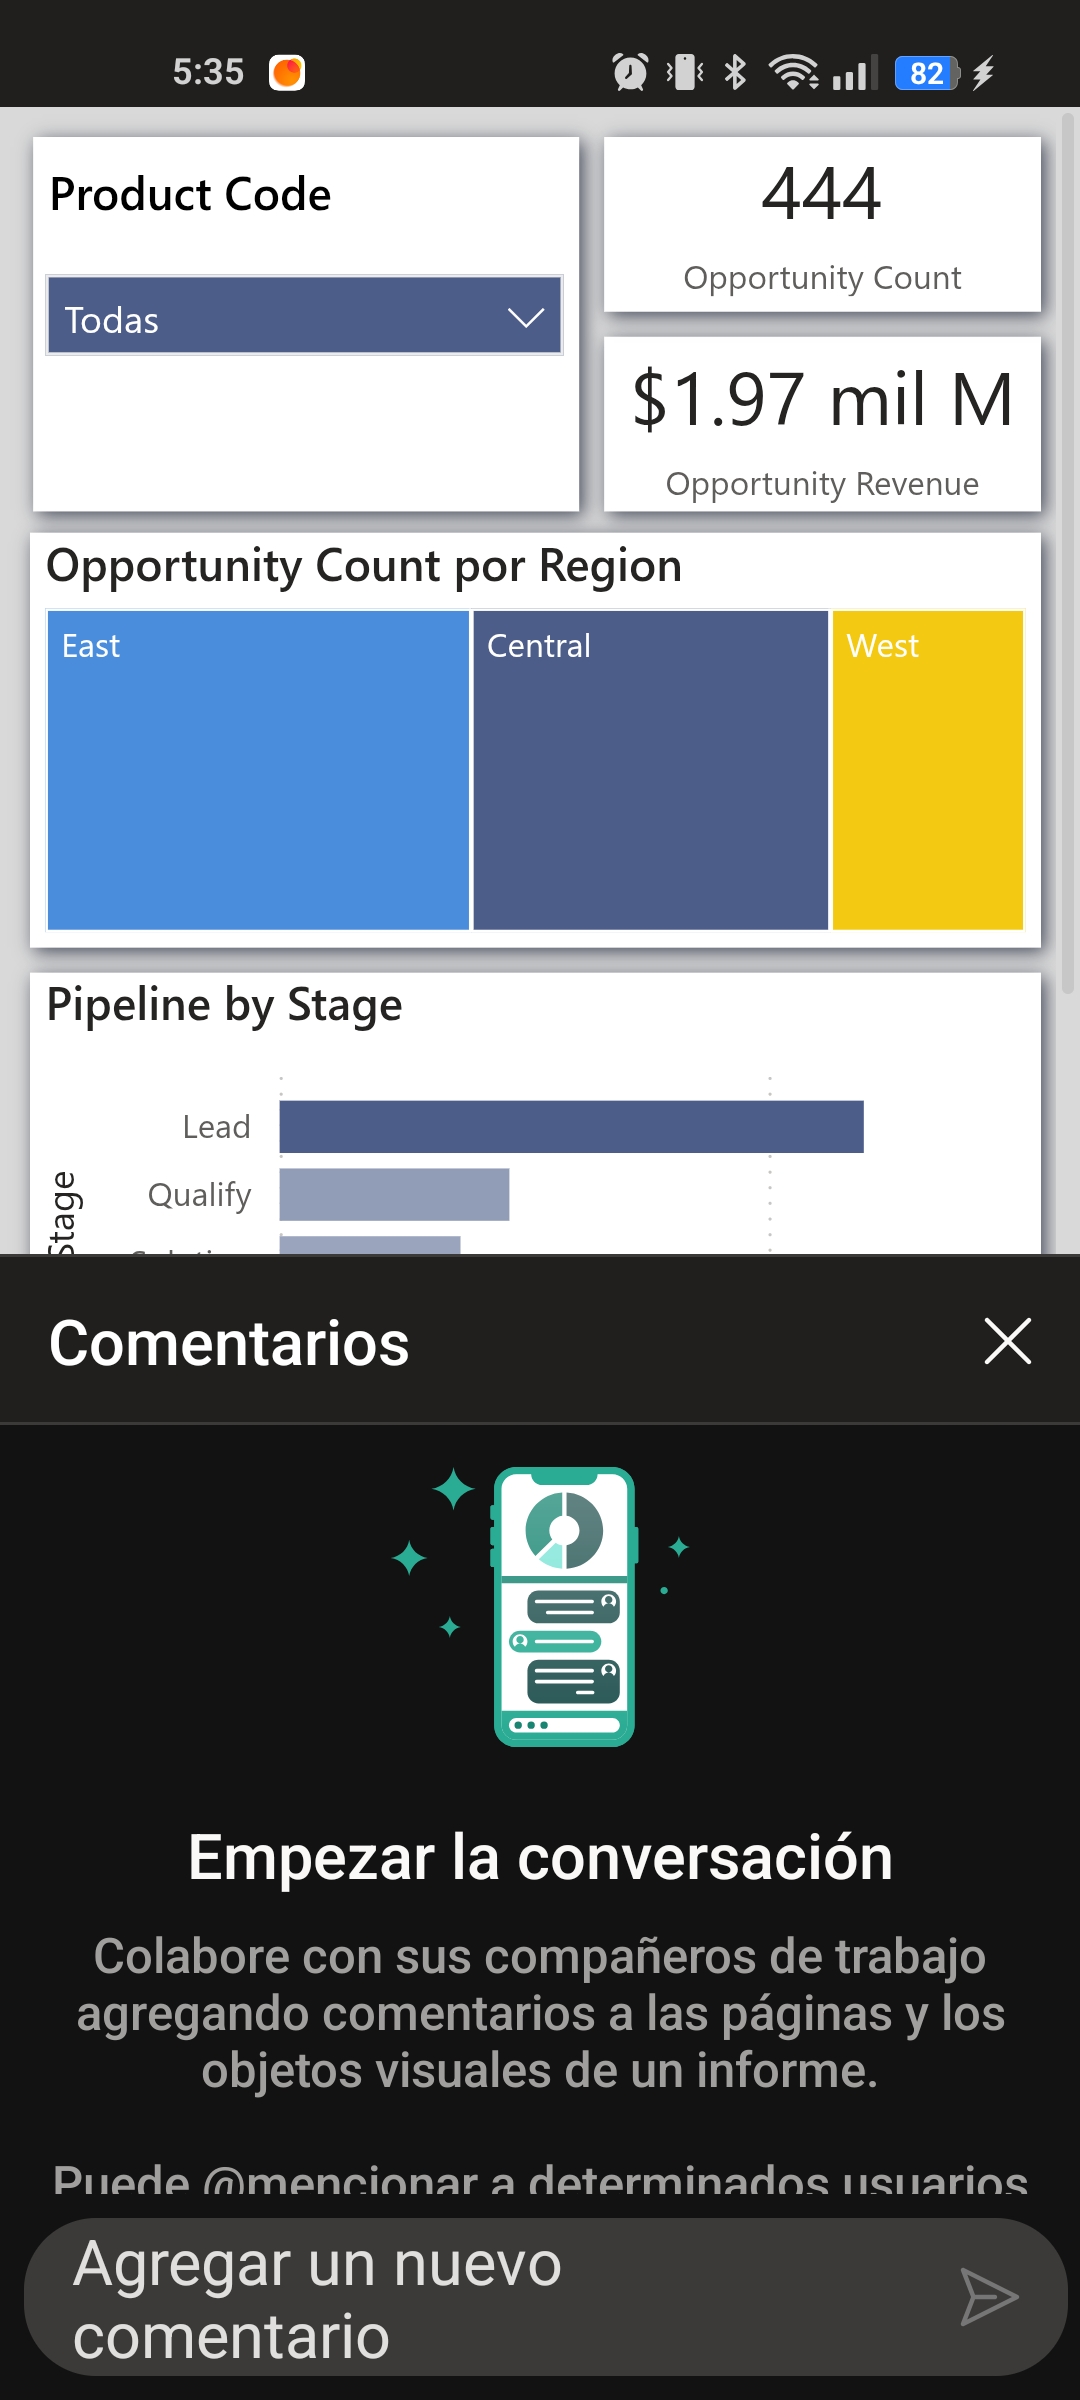 5:35
82
Product Code
Todas
444
Opportunity Count
$1.97 mil M
Opportunity Revenue
Opportunity Count por Region
East
Central
West
Pipeline by Stage
Lead
Qualify
Stage
Comentarios
Empezar la conversación
Colabore con sus compañeros de trabajo
agregando comentarios a las páginas y los
objetos visuales de un informe.
Puede @mencionar a determinados usuarios
Agregar un nuevo
comentario